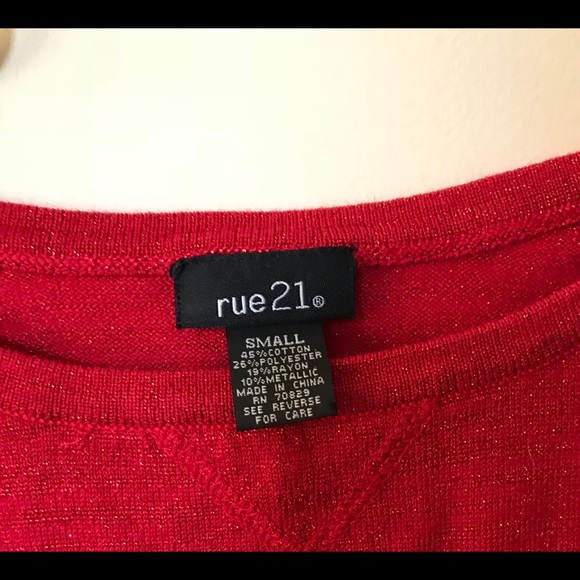 rue21®
SMALL
45%COTTON
26%POLYESTER
19%RAYON
10%METALLIC
MADE IN CHINA
RN 70829
SEE REVERSE
FOR CARE